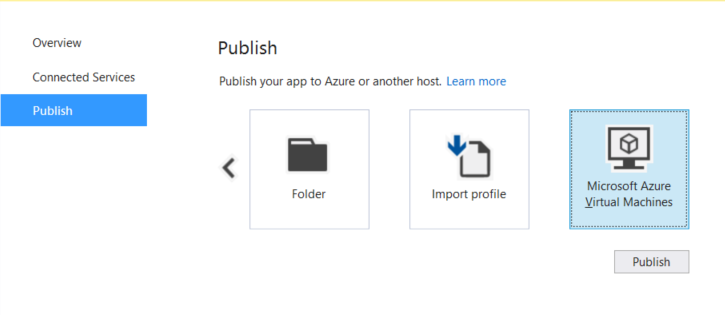 Overview
Connected Services
Publish
Publish
Publish your app to Azure or another host. Learn more
Folder
Import profile
Microsoft Azure
Virtual Machines
Publish